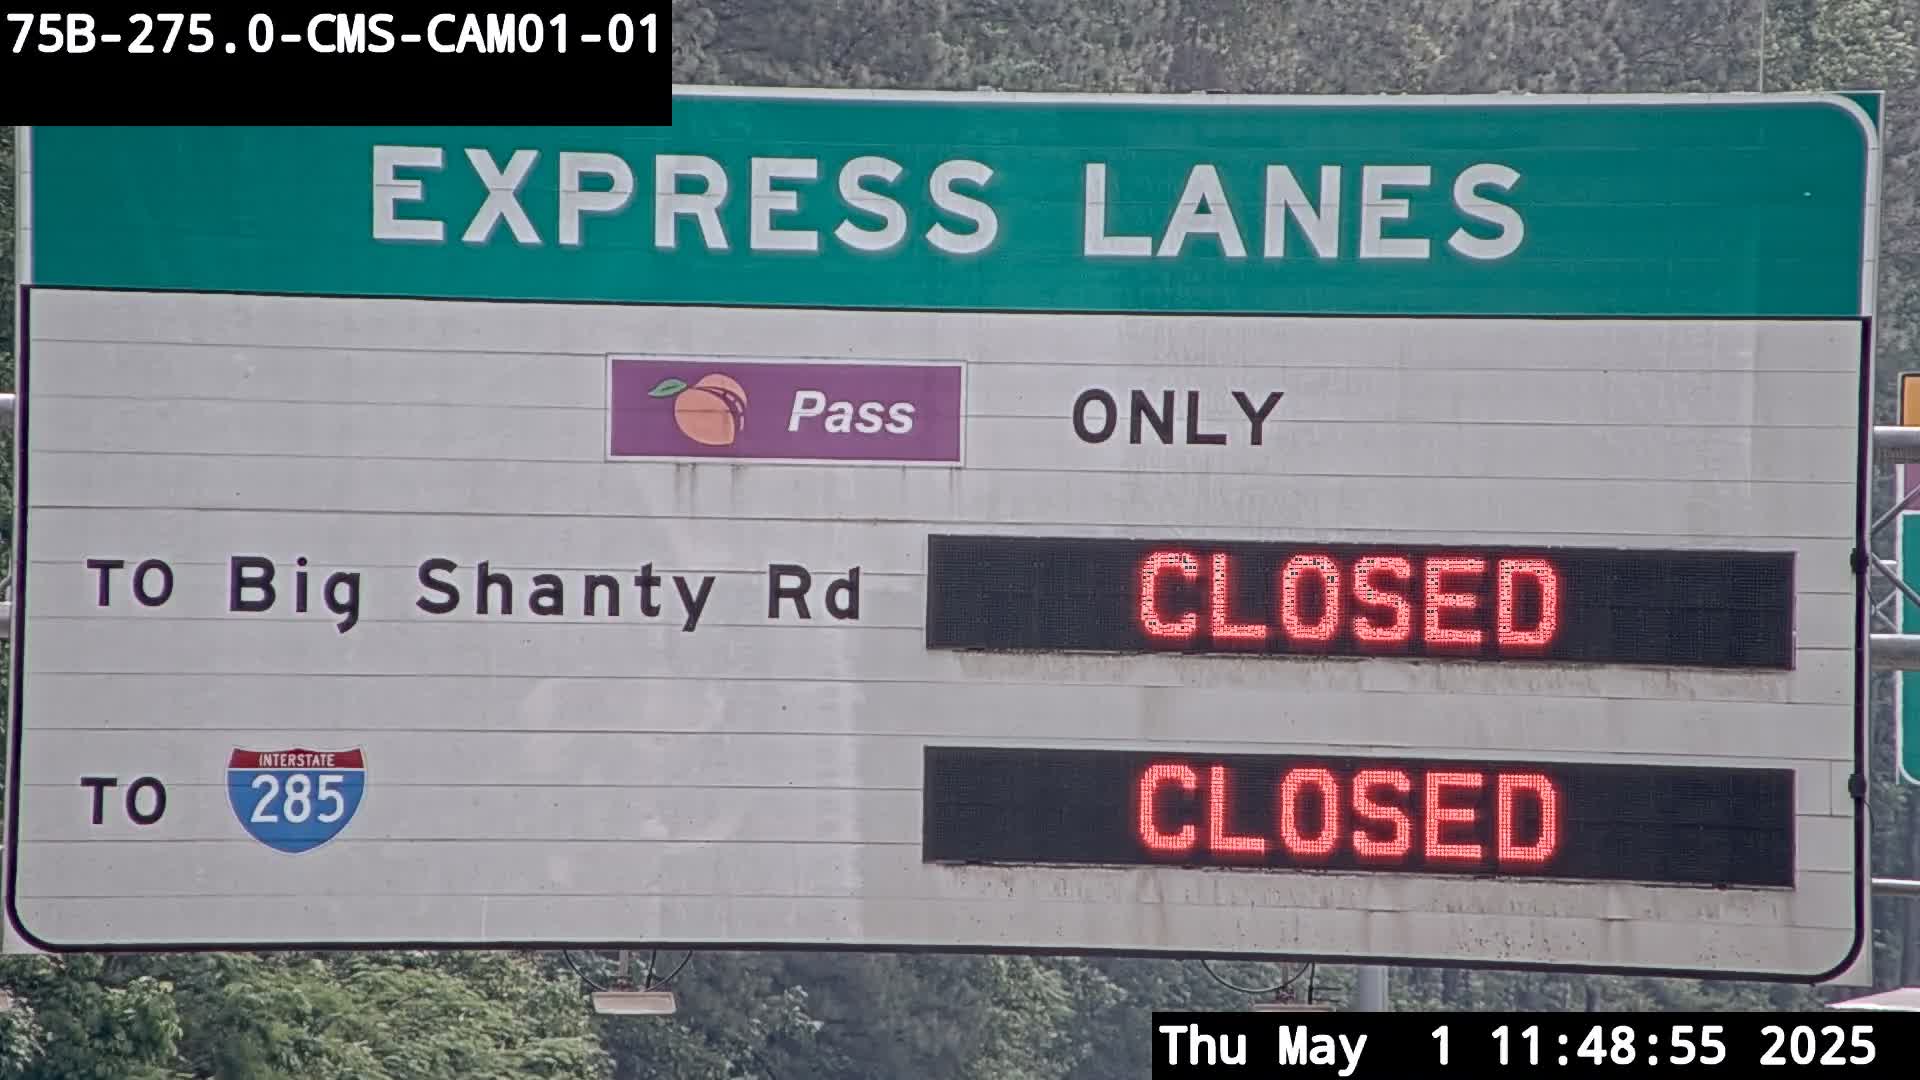 75B-275.0-CMS-CAM01-01
EXPRESS LANES
Pass ONLY
TO Big Shanty Rd CLOSED
TO INTERSTATE 285 CLOSED
Thu May 1 11:48:55 2025